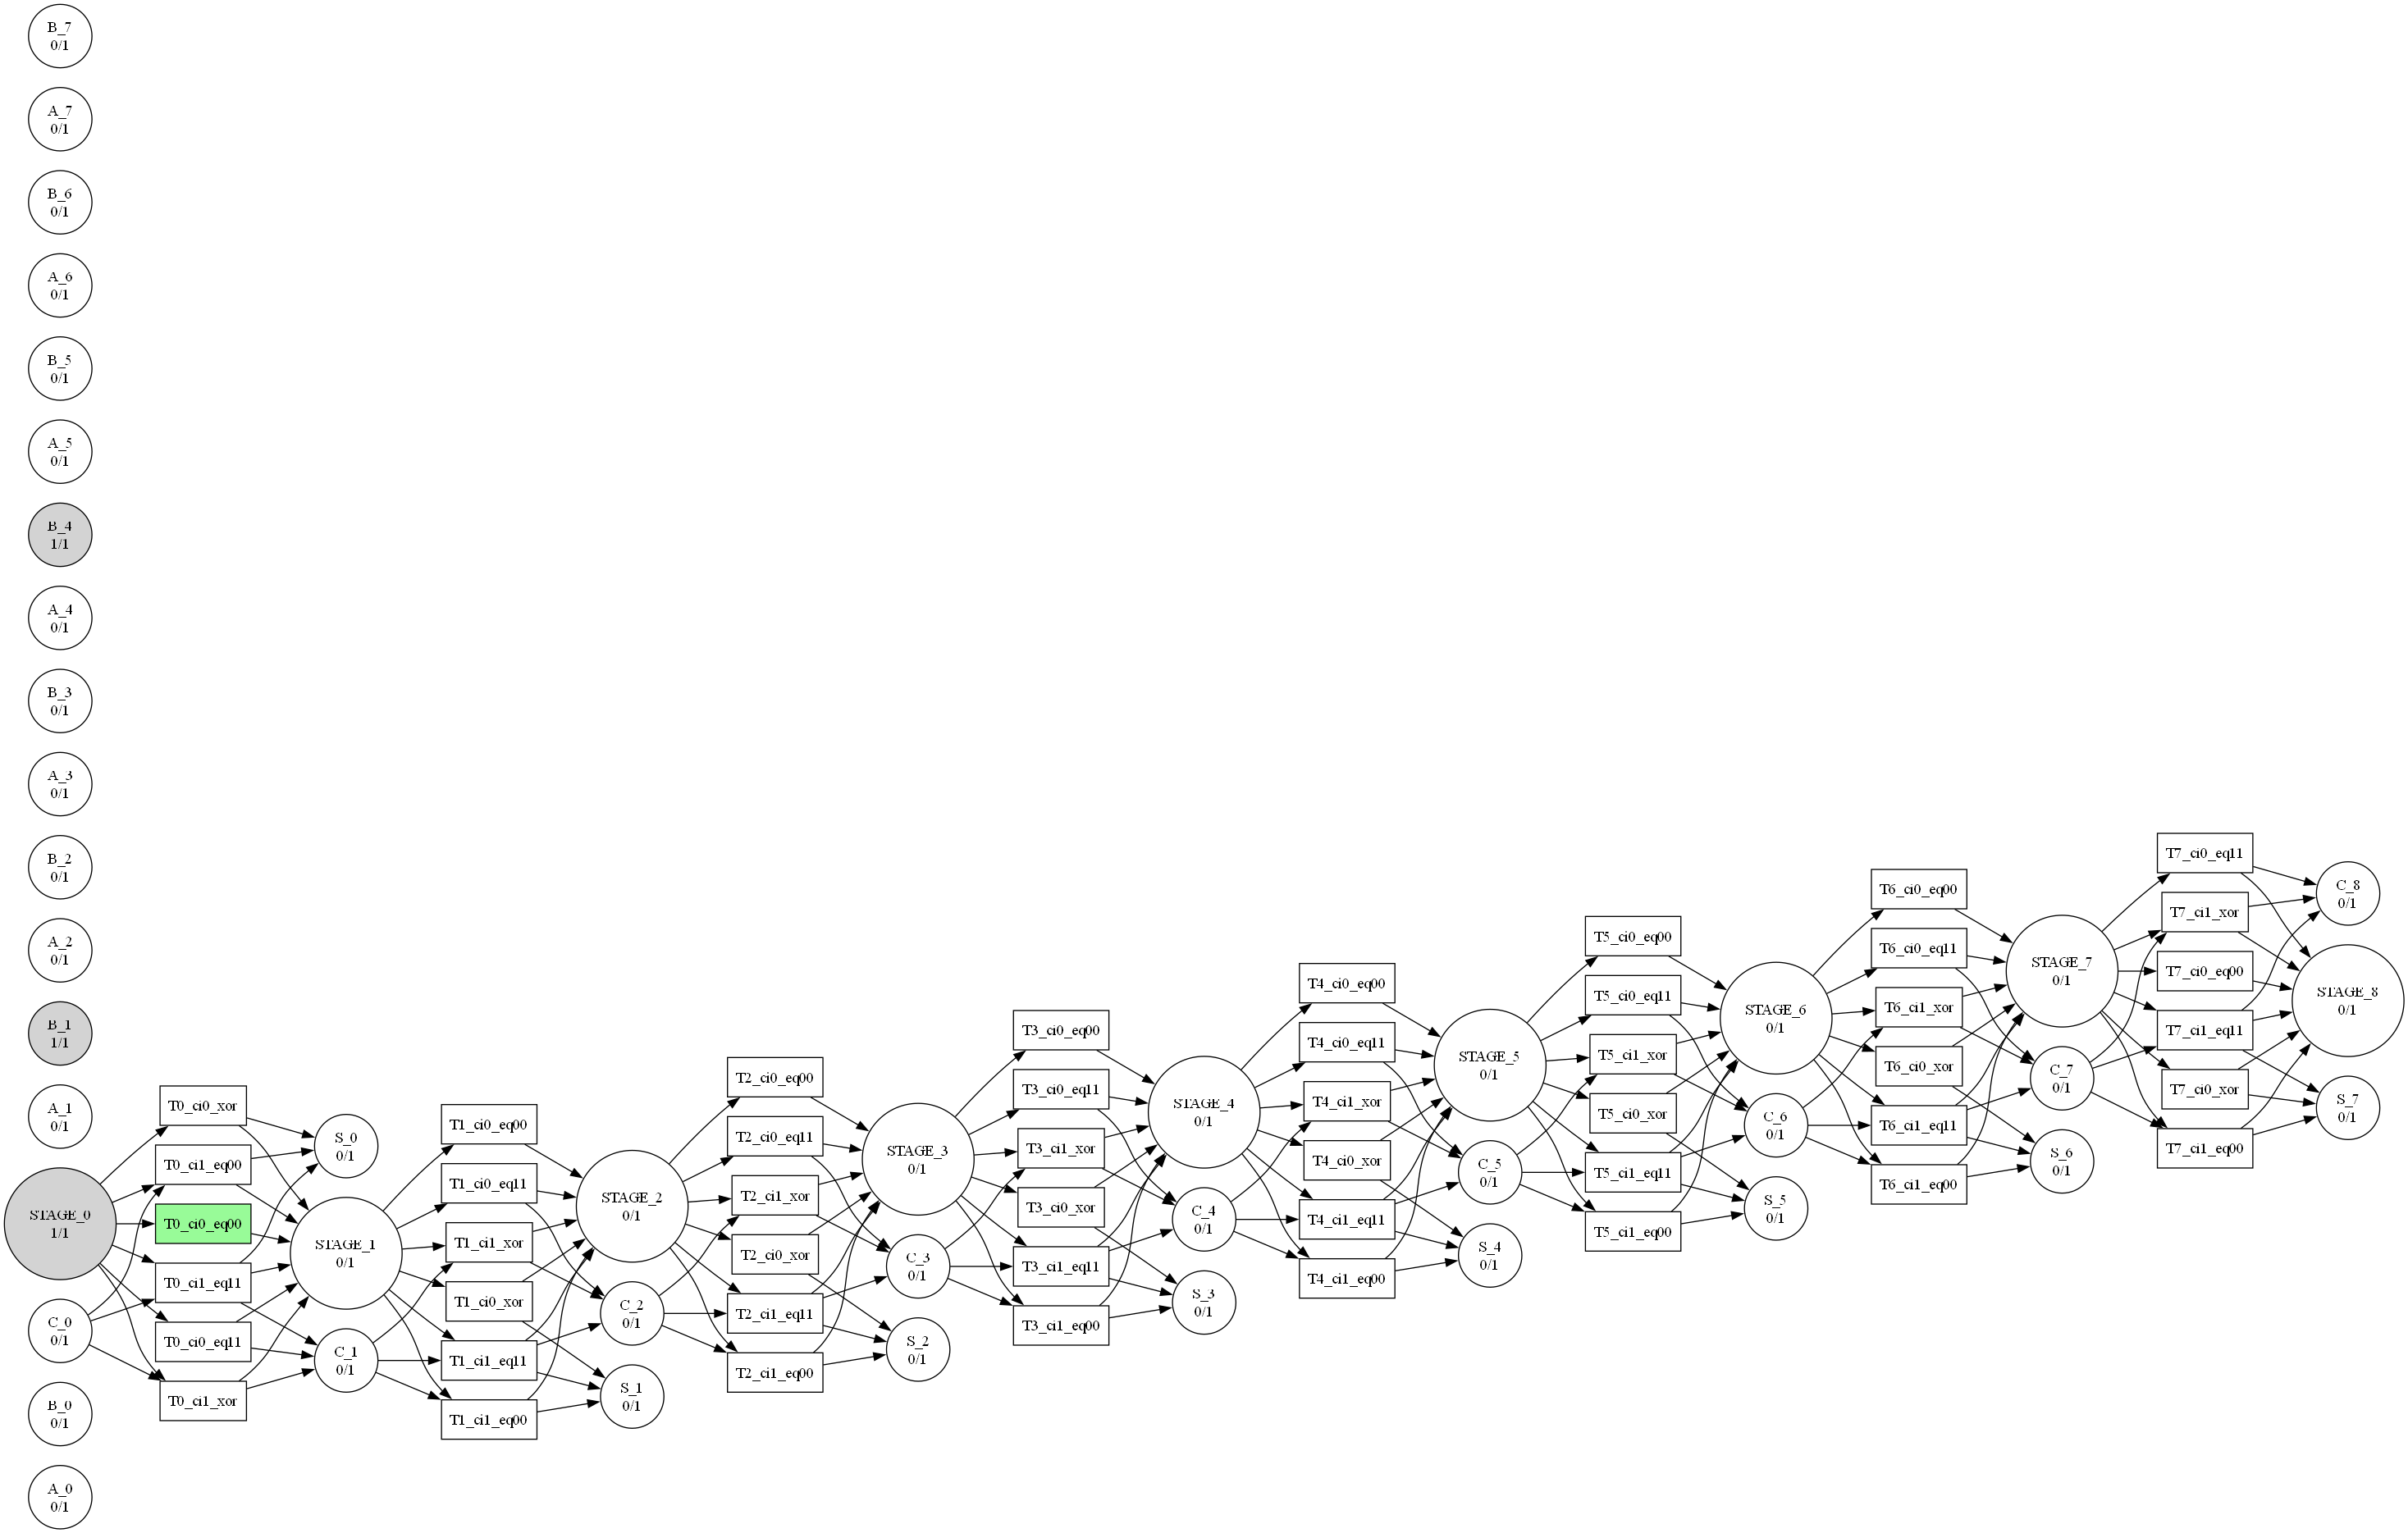 B_7
0/1
A_7
0/1
B_6
0/1
A_6
0/1
B_5
0/1
A_5
0/1
B_4
1/1
A_4
0/1
B_3
0/1
A_3
0/1
B_2
0/1
A_2
0/1
B_1
1/1
A_1
0/1
STAGE_0
1/1
C_0
0/1
B_0
0/1
A_0
0/1
T0_ci0_xor
T0_ci1_eq00
T0_ci0_eq00
T0_ci1_eq11
T0_ci0_eq11
T0_ci1_xor
S_0
0/1
STAGE_1
0/1
C_1
0/1
T1_ci0_eq00
T1_ci0_eq11
T1_ci1_xor
T1_ci0_xor
T1_ci1_eq11
T1_ci1_eq00
STAGE_2
0/1
C_2
0/1
S_1
0/1
T2_ci0_eq00
T2_ci0_eq11
T2_ci1_xor
T2_ci0_xor
T2_ci1_eq11
T2_ci1_eq00
STAGE_3
0/1
C_3
0/1
S_2
0/1
T3_ci0_eq00
T3_ci0_eq11
T3_ci1_xor
T3_ci0_xor
T3_ci1_eq11
T3_ci1_eq00
STAGE_4
0/1
C_4
0/1
S_3
0/1
T4_ci0_eq00
T4_ci0_eq11
T4_ci1_xor
T4_ci0_xor
T4_ci1_eq11
T4_ci1_eq00
STAGE_5
0/1
C_5
0/1
S_4
0/1
T5_ci0_eq00
T5_ci0_eq11
T5_ci1_xor
T5_ci0_xor
T5_ci1_eq11
T5_ci1_eq00
STAGE_6
0/1
C_6
0/1
S_5
0/1
T6_ci0_eq00
T6_ci0_eq11
T6_ci1_xor
T6_ci0_xor
T6_ci1_eq11
T6_ci1_eq00
STAGE_7
0/1
C_7
0/1
S_6
0/1
T7_ci0_eq11
T7_ci1_xor
T7_ci0_eq00
T7_ci1_eq11
T7_ci0_xor
T7_ci1_eq00
C_8
0/1
STAGE_8
0/1
S_7
0/1